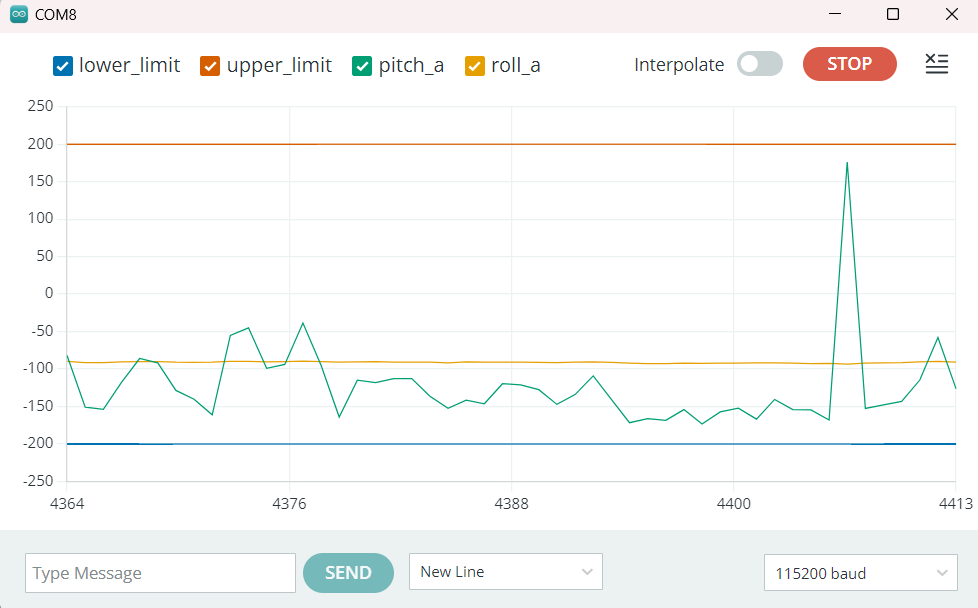 COM8
lower_limit upper_limit pitch_a roll_a Interpolate STOP
250
200
150
100
50
0
-50
-100
-150
-200
-250
4364 4376 4388 4400 4413
Type Message SEND New Line 115200 baud